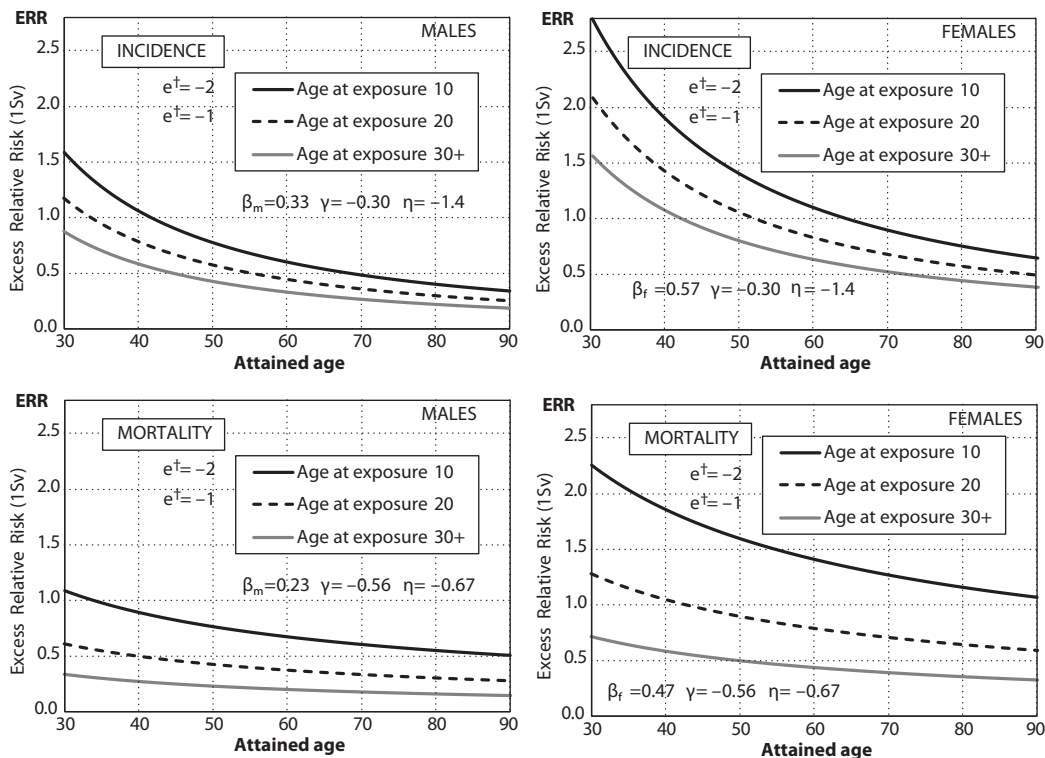 ERR
MALES
INCIDENCE
e†= –2
e†= –1
Age at exposure 10
Age at exposure 20
Age at exposure 30+
βm=0.33 γ= –0.30 η= –1.4
Excess Relative Risk (1Sv)
2.5
2.0
1.5
1.0
0.5
0.0
30 40 50 60 70 80 90
Attained age
ERR
FEMALES
INCIDENCE
e†= –2
e†= –1
Age at exposure 10
Age at exposure 20
Age at exposure 30+
βf =0.57 γ= –0.30 η= –1.4
Excess Relative Risk (1Sv)
2.5
2.0
1.5
1.0
0.5
0.0
30 40 50 60 70 80 90
Attained age
ERR
MALES
MORTALITY
e†= –2
e†= –1
Age at exposure 10
Age at exposure 20
Age at exposure 30+
βm=0.23 γ= –0.56 η= –0.67
Excess Relative Risk (1Sv)
2.5
2.0
1.5
1.0
0.5
0.0
30 40 50 60 70 80 90
Attained age
ERR
FEMALES
MORTALITY
e†= –2
e†= –1
Age at exposure 10
Age at exposure 20
Age at exposure 30+
βf =0.47 γ= –0.56 η= –0.67
Excess Relative Risk (1Sv)
2.5
2.0
1.5
1.0
0.5
0.0
30 40 50 60 70 80 90
Attained age